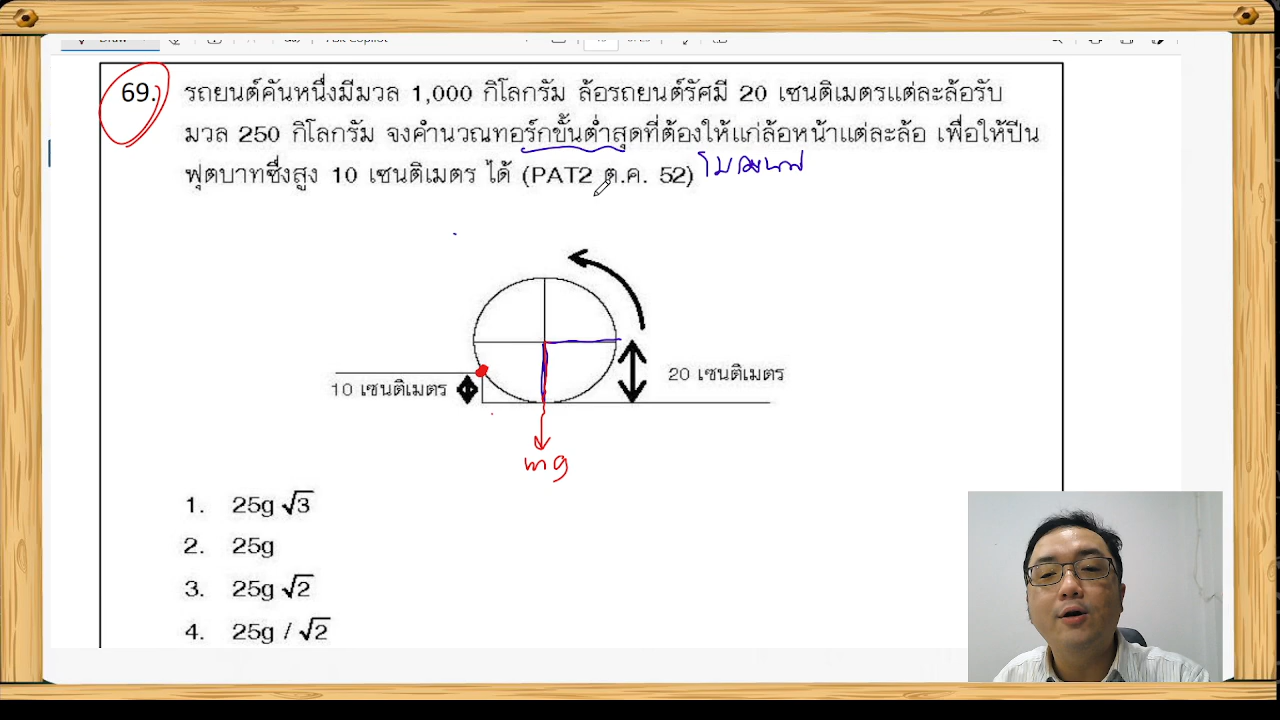 69. รถยนต์คันหนึ่งมีมวล 1,000 กิโลกรัม ล้อรถยนต์รัศมี 20 เซนติเมตรแต่ละล้อรับ
มวล 250 กิโลกรัม จงคำนวณทอร์กขั้นต่ำสุดที่ต้องให้แก่ล้อหน้าแต่ละล้อ เพื่อให้ปีน
ฟุตบาทซึ่งสูง 10 เซนติเมตร ได้ (PAT2 ต.ค. 52)
10 เซนติเมตร
20 เซนติเมตร
mg
1. 25g √3
2. 25g
3. 25g √2
4. 25g / √2